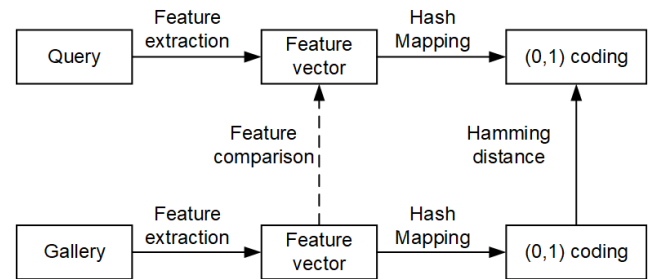 Feature
extraction
Hash
Mapping
Query
Feature
vector
(0,1) coding
Feature
comparison
Hamming
distance
Feature
extraction
Hash
Mapping
Gallery
Feature
vector
(0,1) coding